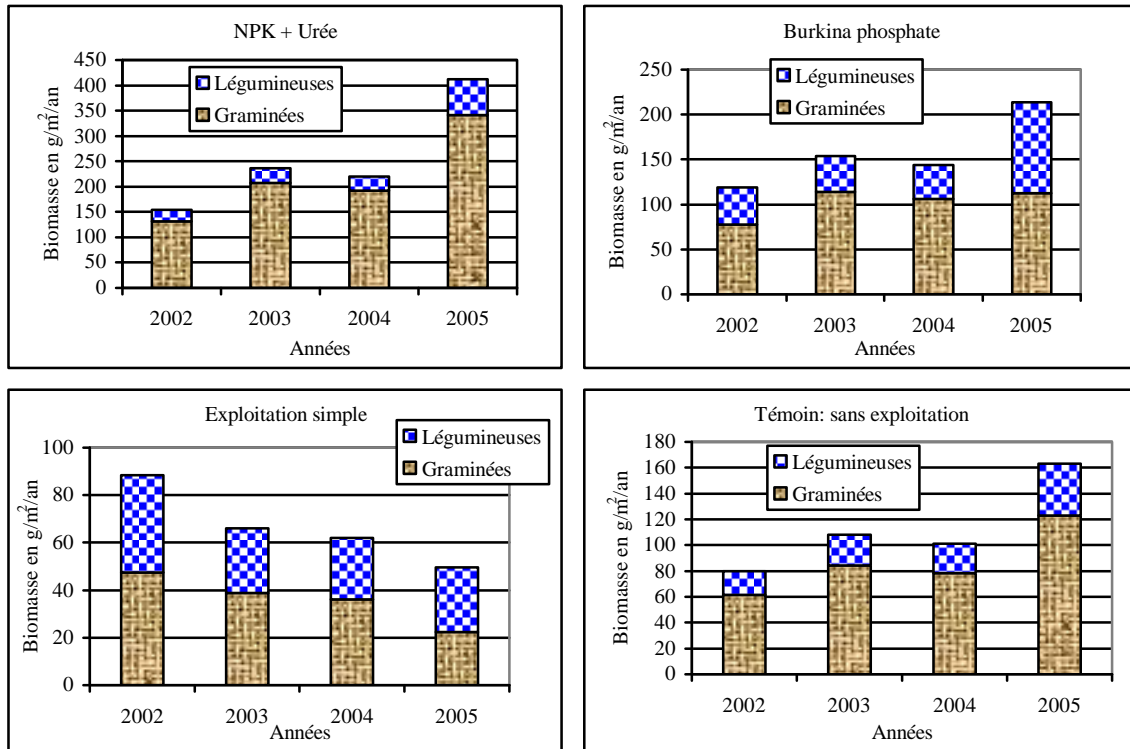 NPK + Urée
Biomasse en g/m²/an
450
400
350
300
250
200
150
100
50
0
Légumineuses
Graminées
2002 2003 2004 2005
Années
Burkina phosphate
Biomasse en g/m²/an
250
200
150
100
50
0
Légumineuses
Graminées
2002 2003 2004 2005
Années
Exploitation simple
Biomasse en g/m²/an
100
80
60
40
20
0
Légumineuses
Graminées
2002 2003 2004 2005
Années
Témoin: sans exploitation
Biomasse en g/m²/an
180
160
140
120
100
80
60
40
20
0
Légumineuses
Graminées
2002 2003 2004 2005
Années